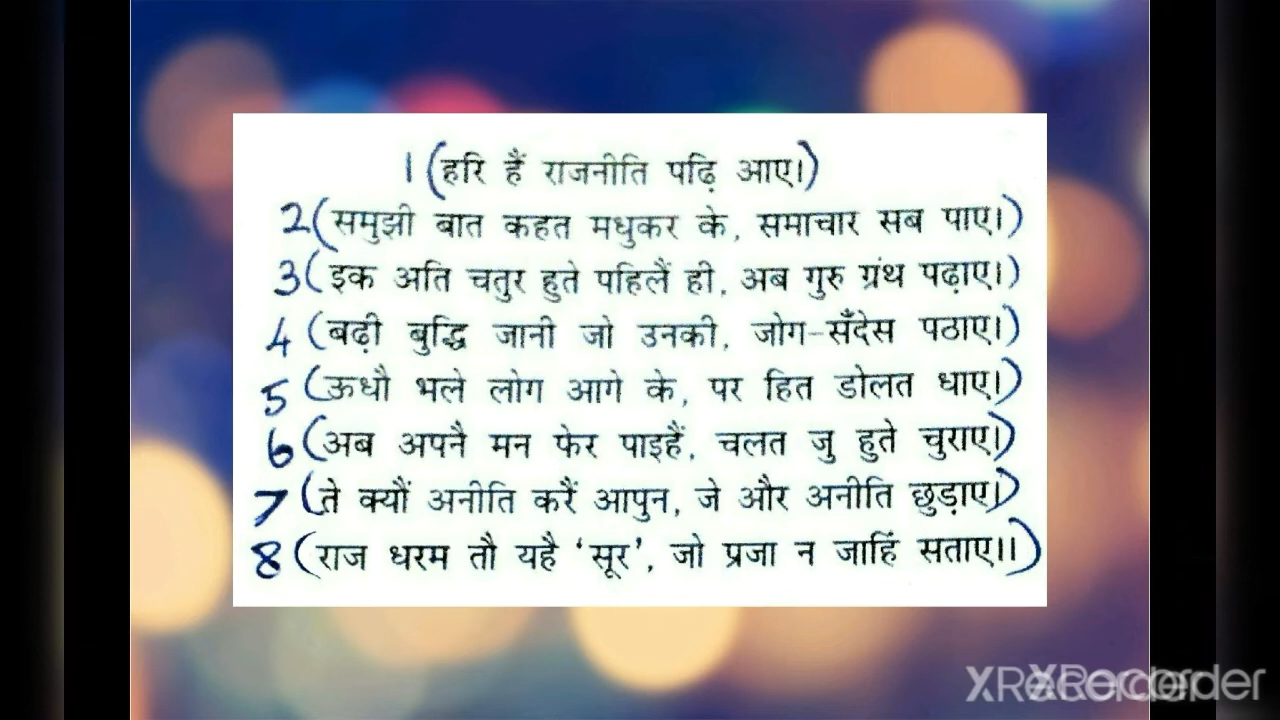 1 (हरि हैं राजनीति पढ़ि आए।)
2 (समुझी बात कहत मधुकर के, समाचार सब पाए।)
3 (इक अति चतुर हुते पहिलैं ही, अब गुरु ग्रंथ पढ़ाए।)
4 (बढ़ी बुद्धि जानी जो उनकी, जोग-सँदेस पठाए।)
5 (ऊधौ भले लोग आगे के, पर हित डोलत धाए।)
6 (अब अपनै मन फेर पाइहैं, चलत जु हुते चुराए।)
7 (ते क्यौं अनीति करैं आपुन, जे और अनीति छुड़ाए।)
8 (राज धरम तौ यहै ‘सूर’, जो प्रजा न जाहिं सताए।।)
XRecorder